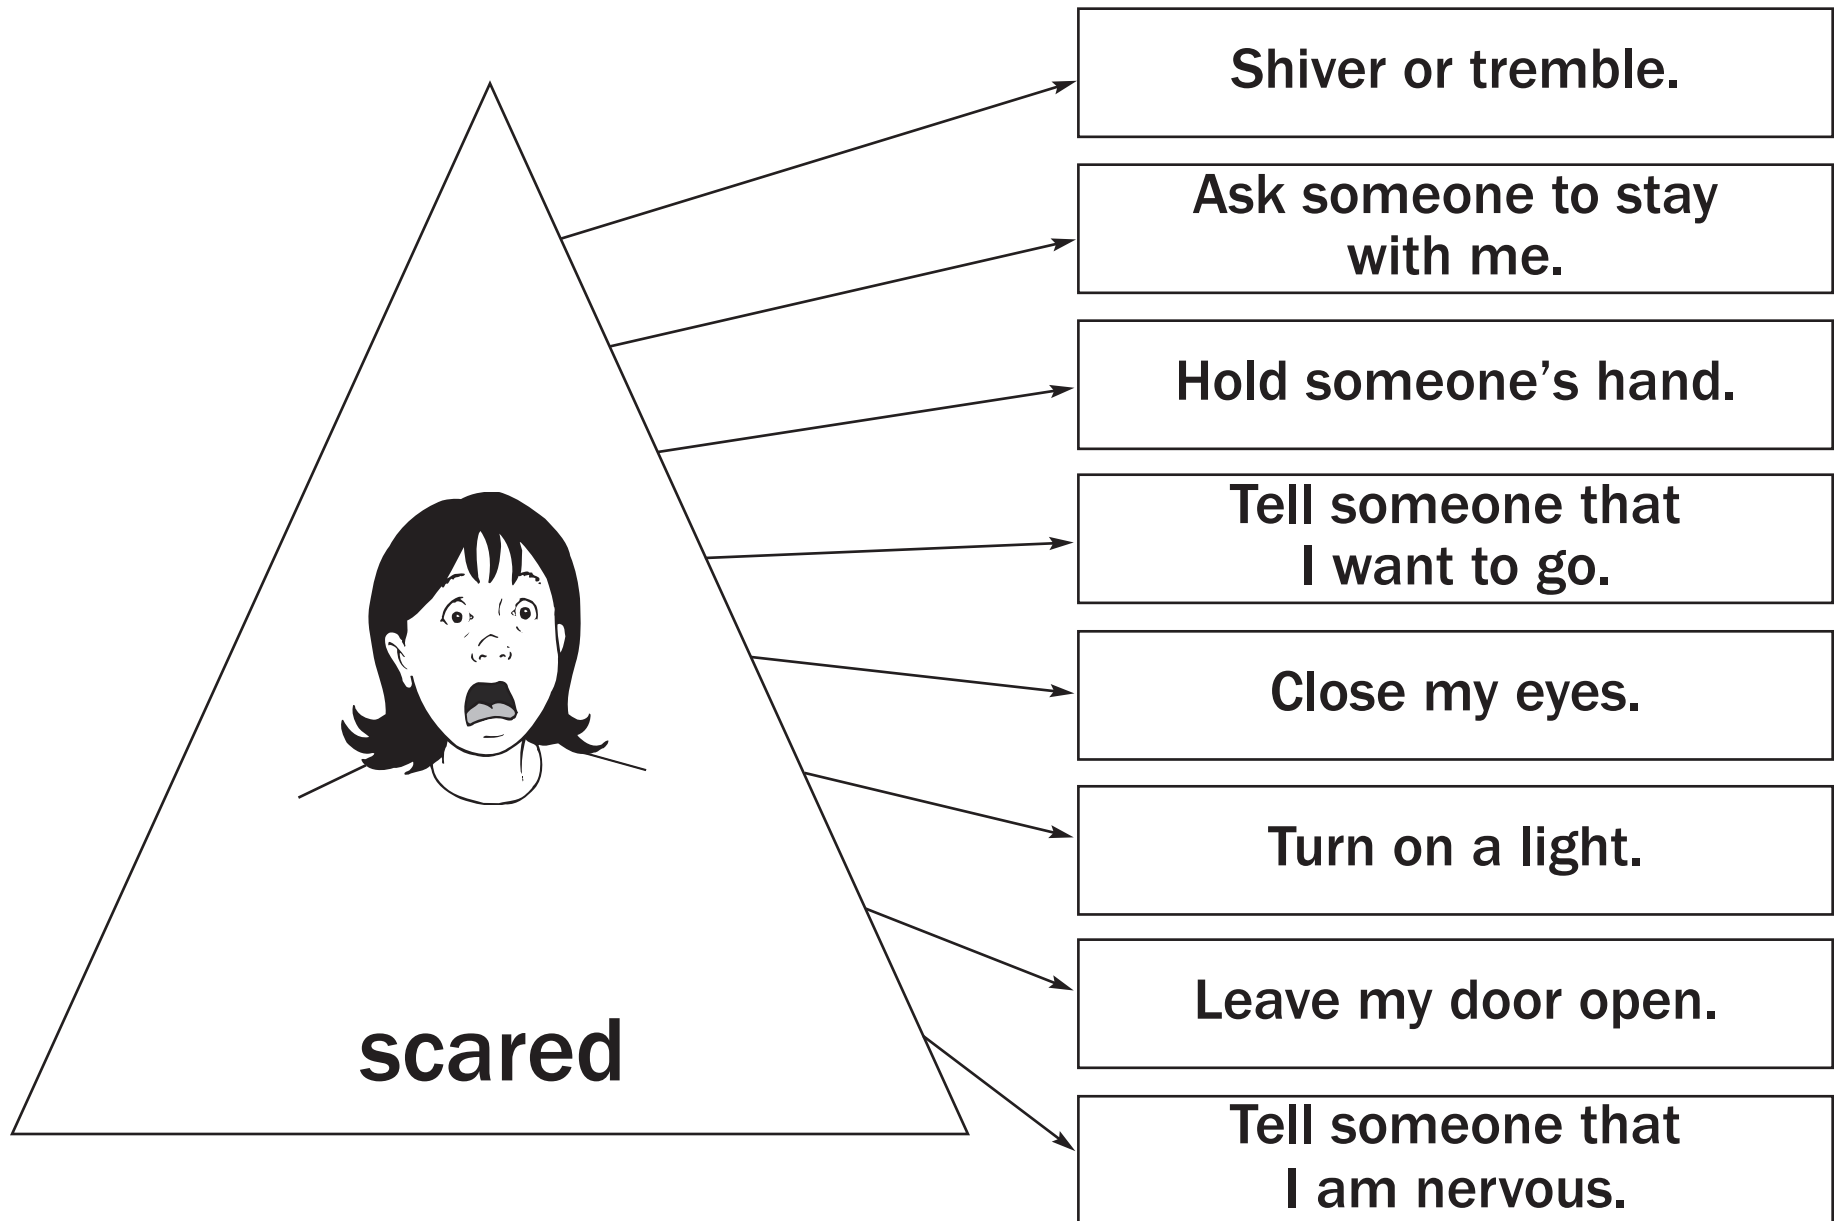 Shiver or tremble.
Ask someone to stay
with me.
Hold someone’s hand.
Tell someone that
I want to go.
Close my eyes.
Turn on a light.
Leave my door open.
Tell someone that
I am nervous.
scared